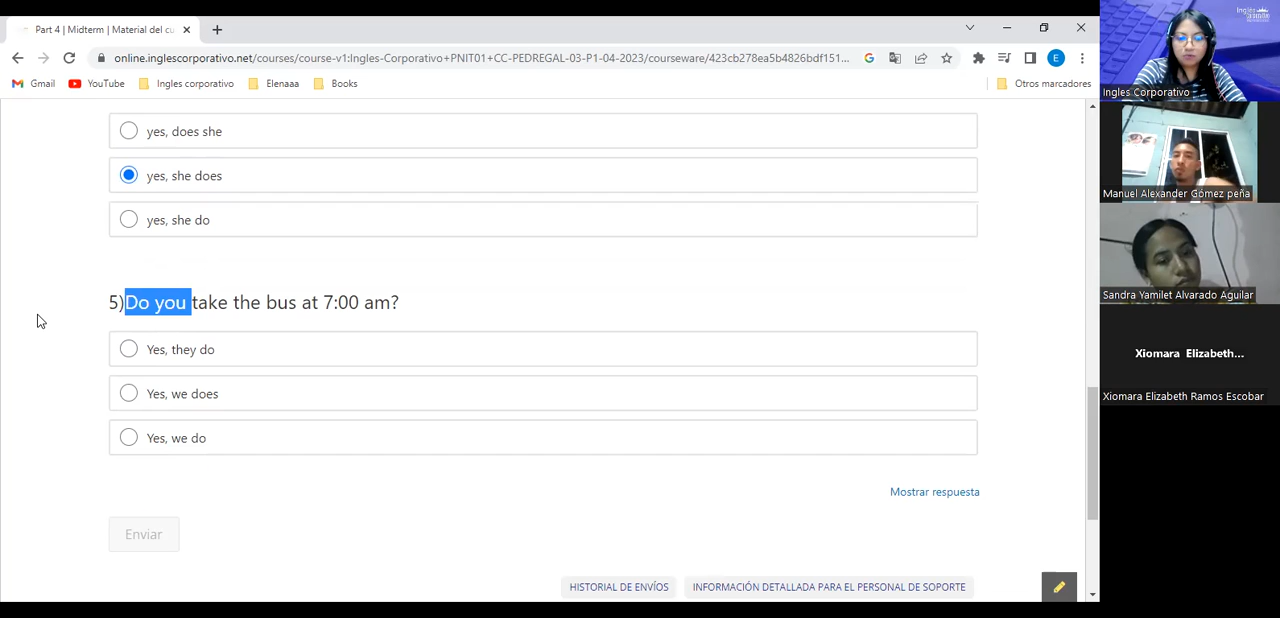 Part 4 | Midterm | Material del cu
online.inglescorporativo.net/courses/course-v1:Ingles-Corporativo+PNITO1+CC-PEDREGAL-03-P1-04-2023/courseware/423cb278ea5b4826bdf151...
Gmail
YouTube
Ingles corporativo
Elenaaa
Books
Otros marcadores
yes, does she
yes, she does
yes, she do
5)Do you take the bus at 7:00 am?
Yes, they do
Yes, we does
Yes, we do
Mostrar respuesta
Enviar
HISTORIAL DE ENVÍOS
INFORMACIÓN DETALLADA PARA EL PERSONAL DE SOPORTE
Ingles Corporativo
Manuel Alexander Gómez peña
Sandra Yamilet Alvarado Aguilar
Xiomara Elizabeth...
Xiomara Elizabeth Ramos Escobar